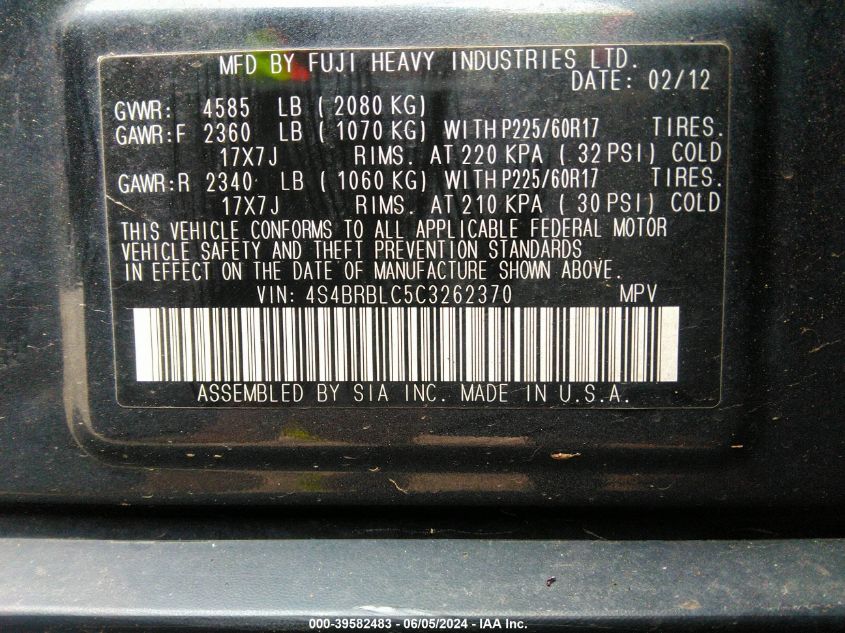 MFD BY FUJI HEAVY INDUSTRIES LTD.
DATE: 02/12
GVWR: 4585 LB ( 2080 KG)
GAWR:F 2360 LB ( 1070 KG) WITH P225/60R17 TIRES.
17X7J RIMS. AT 220 KPA ( 32 PSI) COLD
GAWR:R 2340 LB ( 1060 KG) WITH P225/60R17 TIRES.
17X7J RIMS. AT 210 KPA ( 30 PSI) COLD
THIS VEHICLE CONFORMS TO ALL APPLICABLE FEDERAL MOTOR
VEHICLE SAFETY AND THEFT PREVENTION STANDARDS
IN EFFECT ON THE DATE OF MANUFACTURE SHOWN ABOVE.
VIN: 4S4BRBLC5C3262370 MPV
ASSEMBLED BY SIA INC. MADE IN U.S.A.
000-39582483 - 06/05/2024 - IAA Inc.